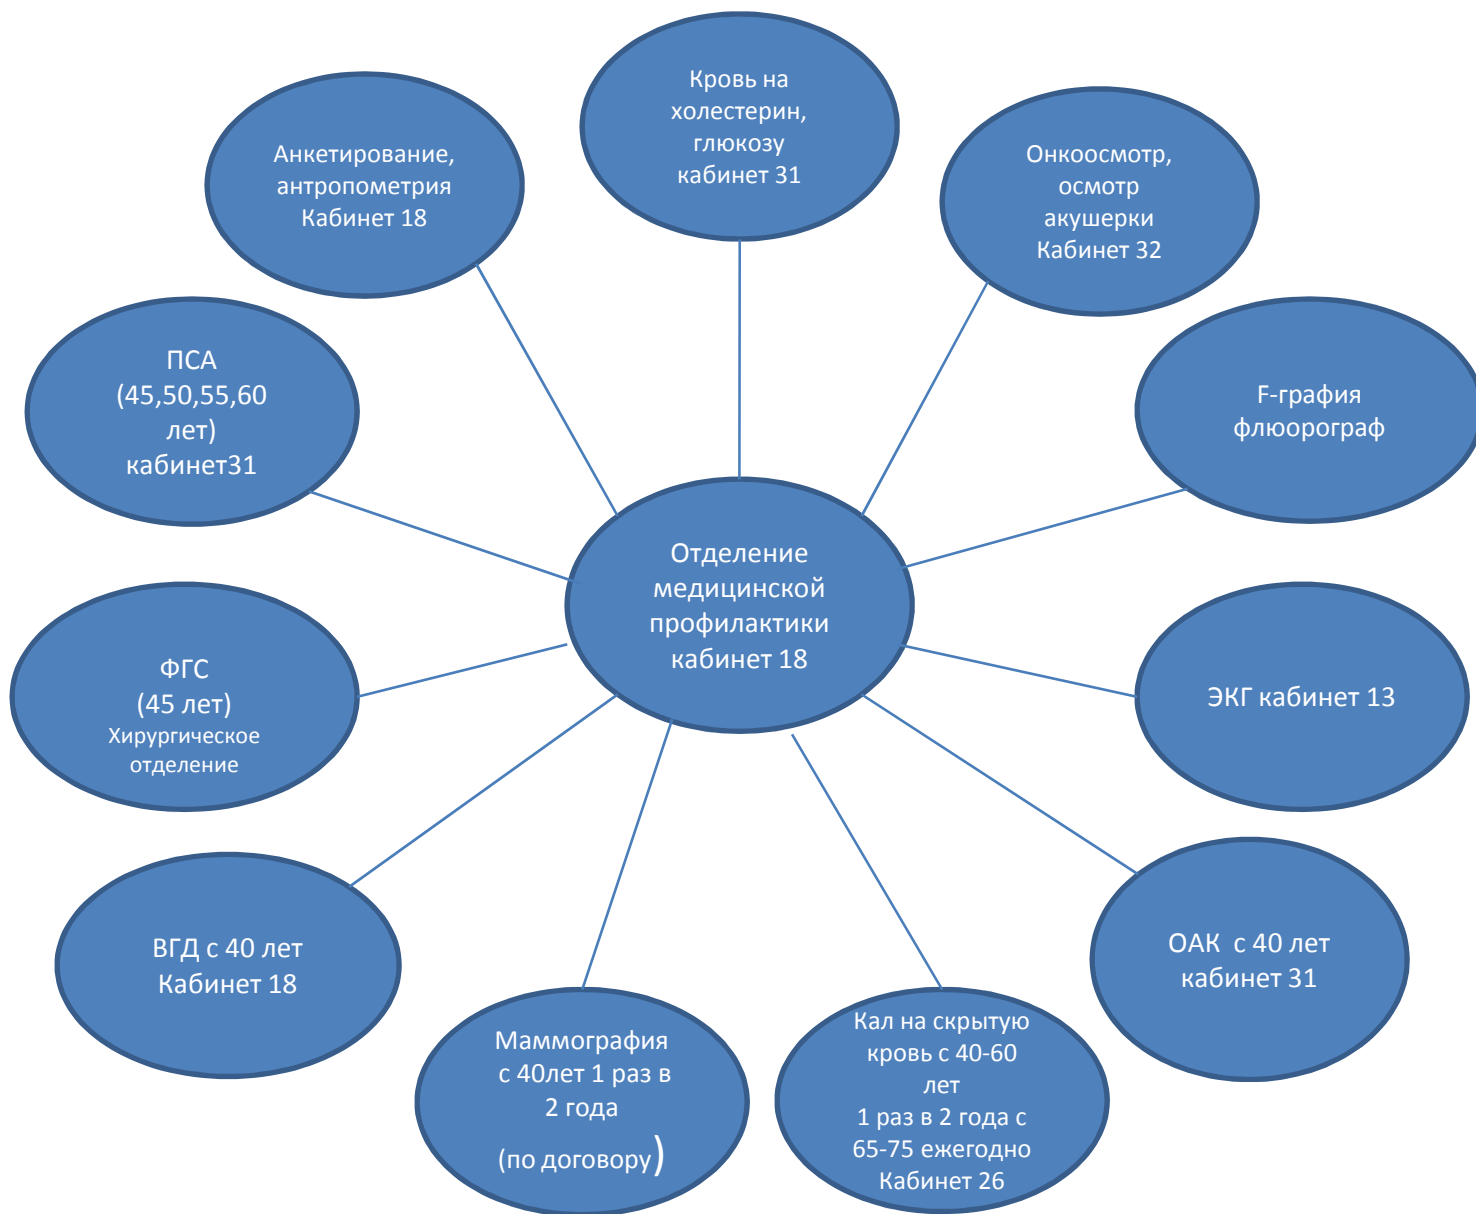 Кровь на
холестерин,
глюкозу
кабинет 31
Анкетирование,
антропометрия
Кабинет 18
Онкоосмотр,
осмотр
акушерки
Кабинет 32
ПСА
(45,50,55,60
лет)
кабинет31
F-графия
флюорограф
Отделение
медицинской
профилактики
кабинет 18
ФГС
(45 лет)
Хирургическое
отделение
ЭКГ кабинет 13
ВГД с 40 лет
Кабинет 18
ОАК с 40 лет
кабинет 31
Маммография
с 40лет 1 раз в
2 года
(по договору)
Кал на скрытую
кровь с 40-60
лет
1 раз в 2 года с
65-75 ежегодно
Кабинет 26